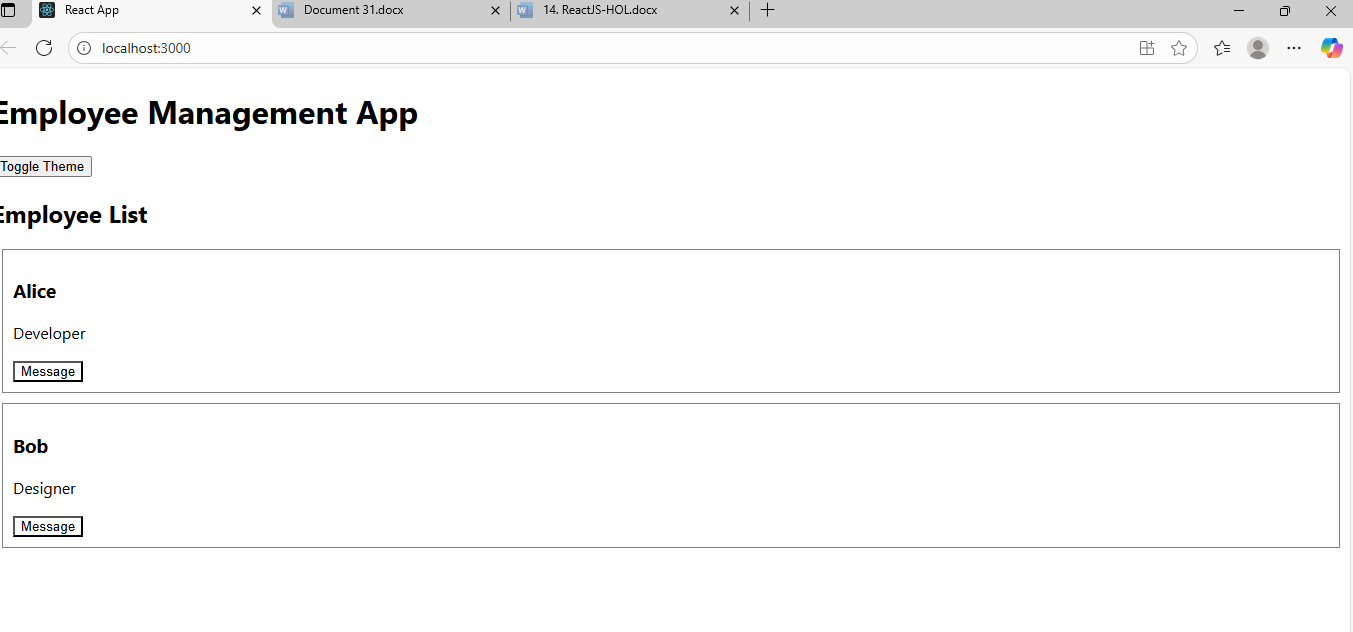 React App
Document 31.docx
14. ReactJS-HOL.docx
localhost:3000
Employee Management App
Toggle Theme
Employee List
Alice
Developer
Message
Bob
Designer
Message